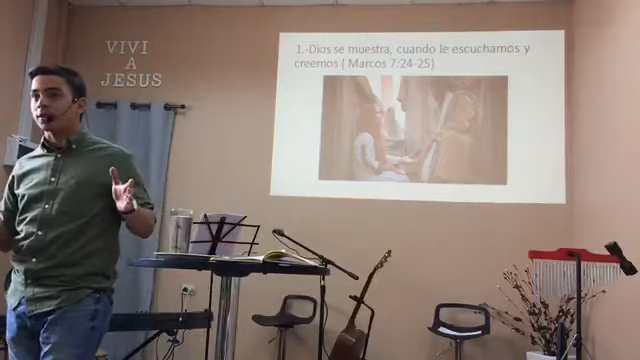 VIVI
A
JESUS
1.-Dios se muestra, cuando le escuchamos y
creemos ( Marcos 7:24-25)